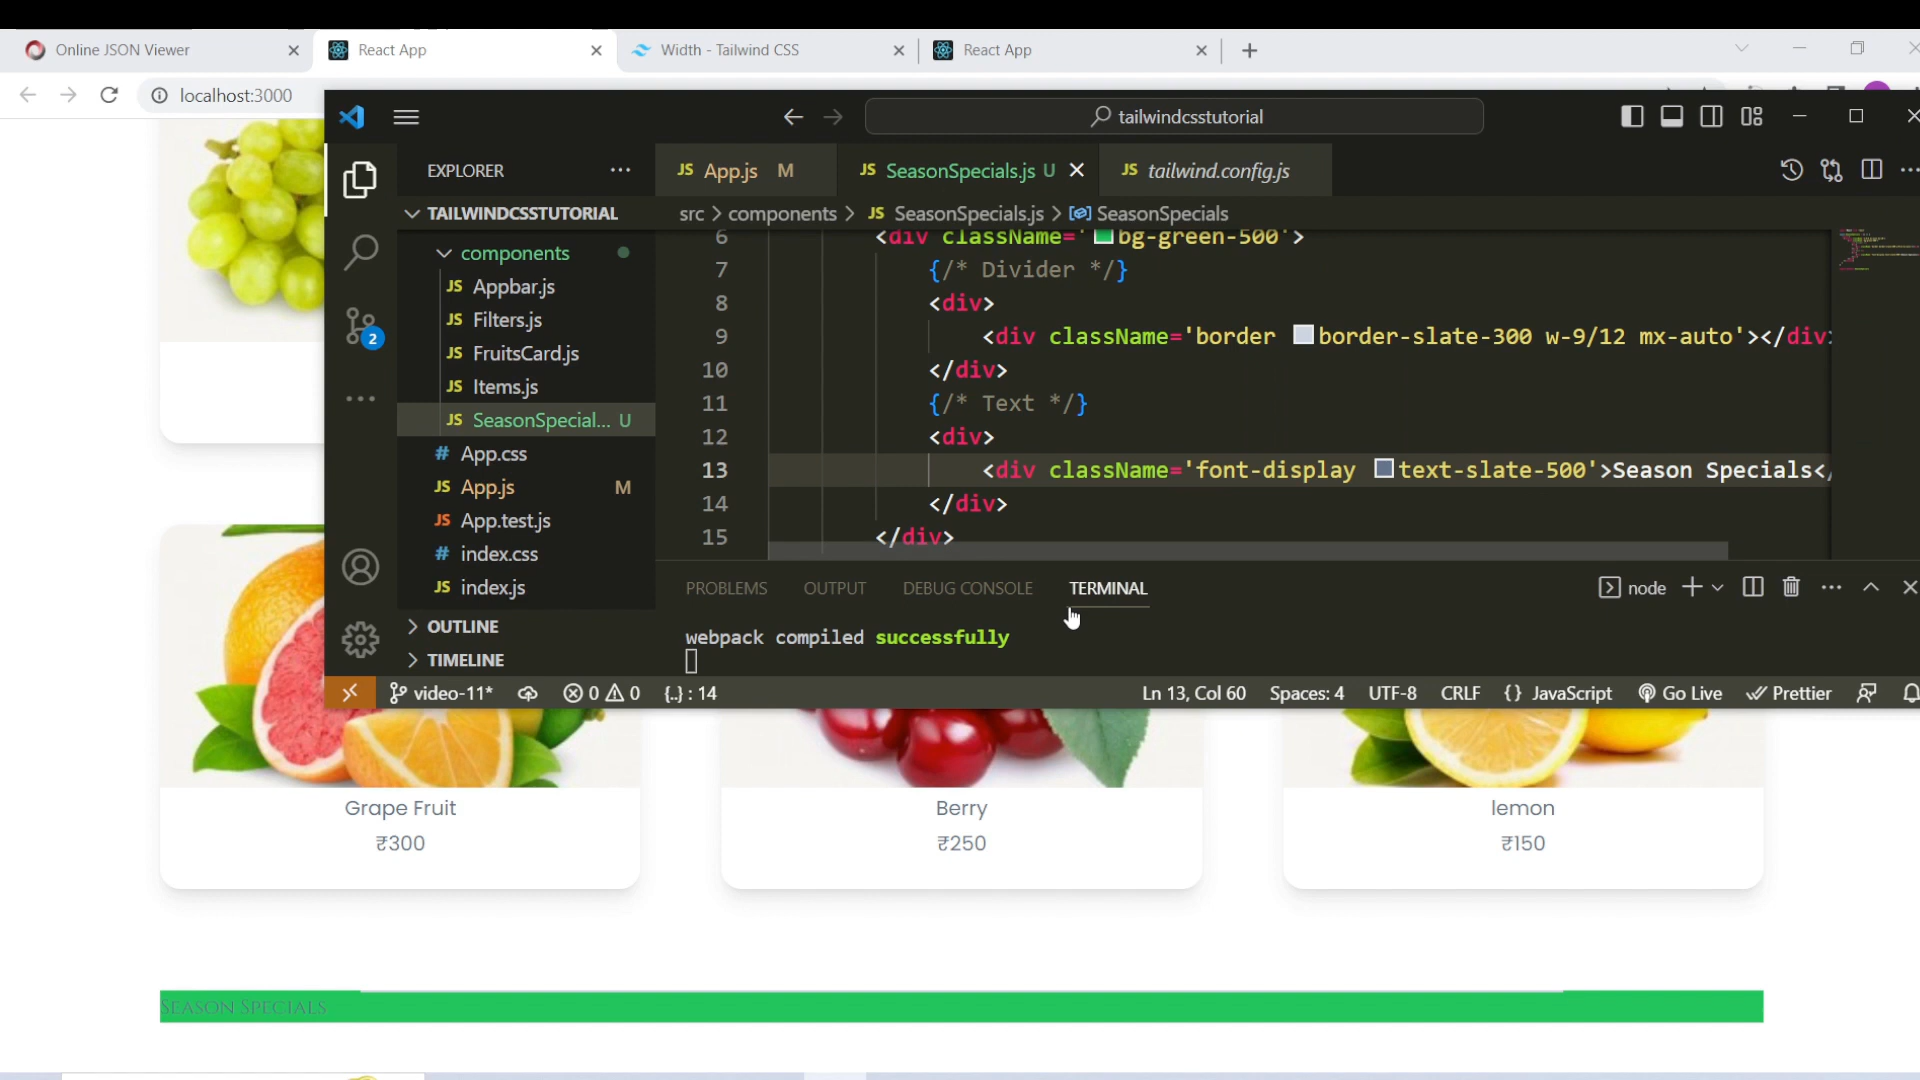 Online JSON Viewer
React App
Width - Tailwind CSS
React App
localhost:3000
tailwindcsstutorial
EXPLORER
JS App.js M
JS SeasonSpecials.js U
JS tailwind.config.js
TAILWINDCSSTUTORIAL
src > components > JS SeasonSpecials.js > SeasonSpecials
components
JS Appbar.js
JS Filters.js
JS FruitsCard.js
JS Items.js
JS SeasonSpecial... U
# App.css
JS App.js M
JS App.test.js
# index.css
JS index.js
OUTLINE
TIMELINE
2
6 <div className='bg-green-500'>
7 {/* Divider */}
8 <div>
9 <div className='border border-slate-300 w-9/12 mx-auto'></div>
10 </div>
11 {/* Text */}
12 <div>
13 <div className='font-display text-slate-500'>Season Specials</
14 </div>
15 </div>
PROBLEMS OUTPUT DEBUG CONSOLE TERMINAL
node
webpack compiled successfully
video-11* 0 0 {..} : 14 Ln 13, Col 60 Spaces: 4 UTF-8 CRLF {} JavaScript Go Live Prettier
Grape Fruit
₹300
Berry
₹250
lemon
₹150
Season Specials